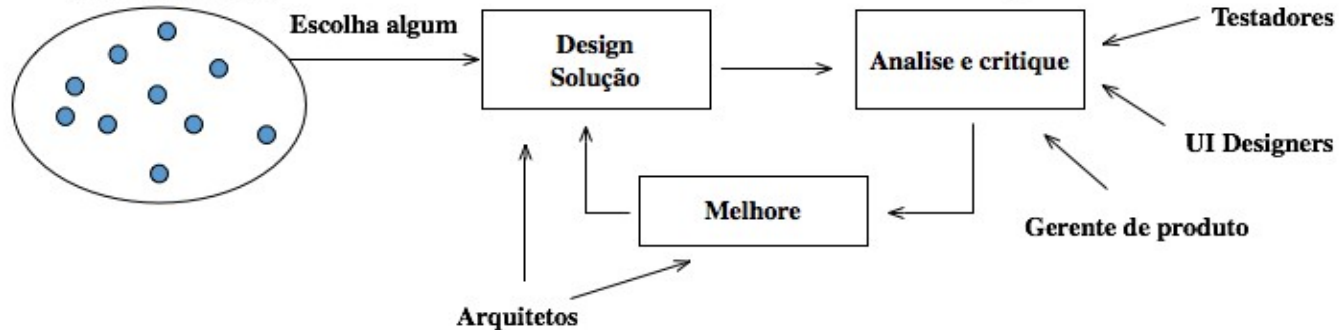 Escolha algum
Design
Solução
Analise e critique
Testadores
UI Designers
Melhore
Gerente de produto
Arquitetos